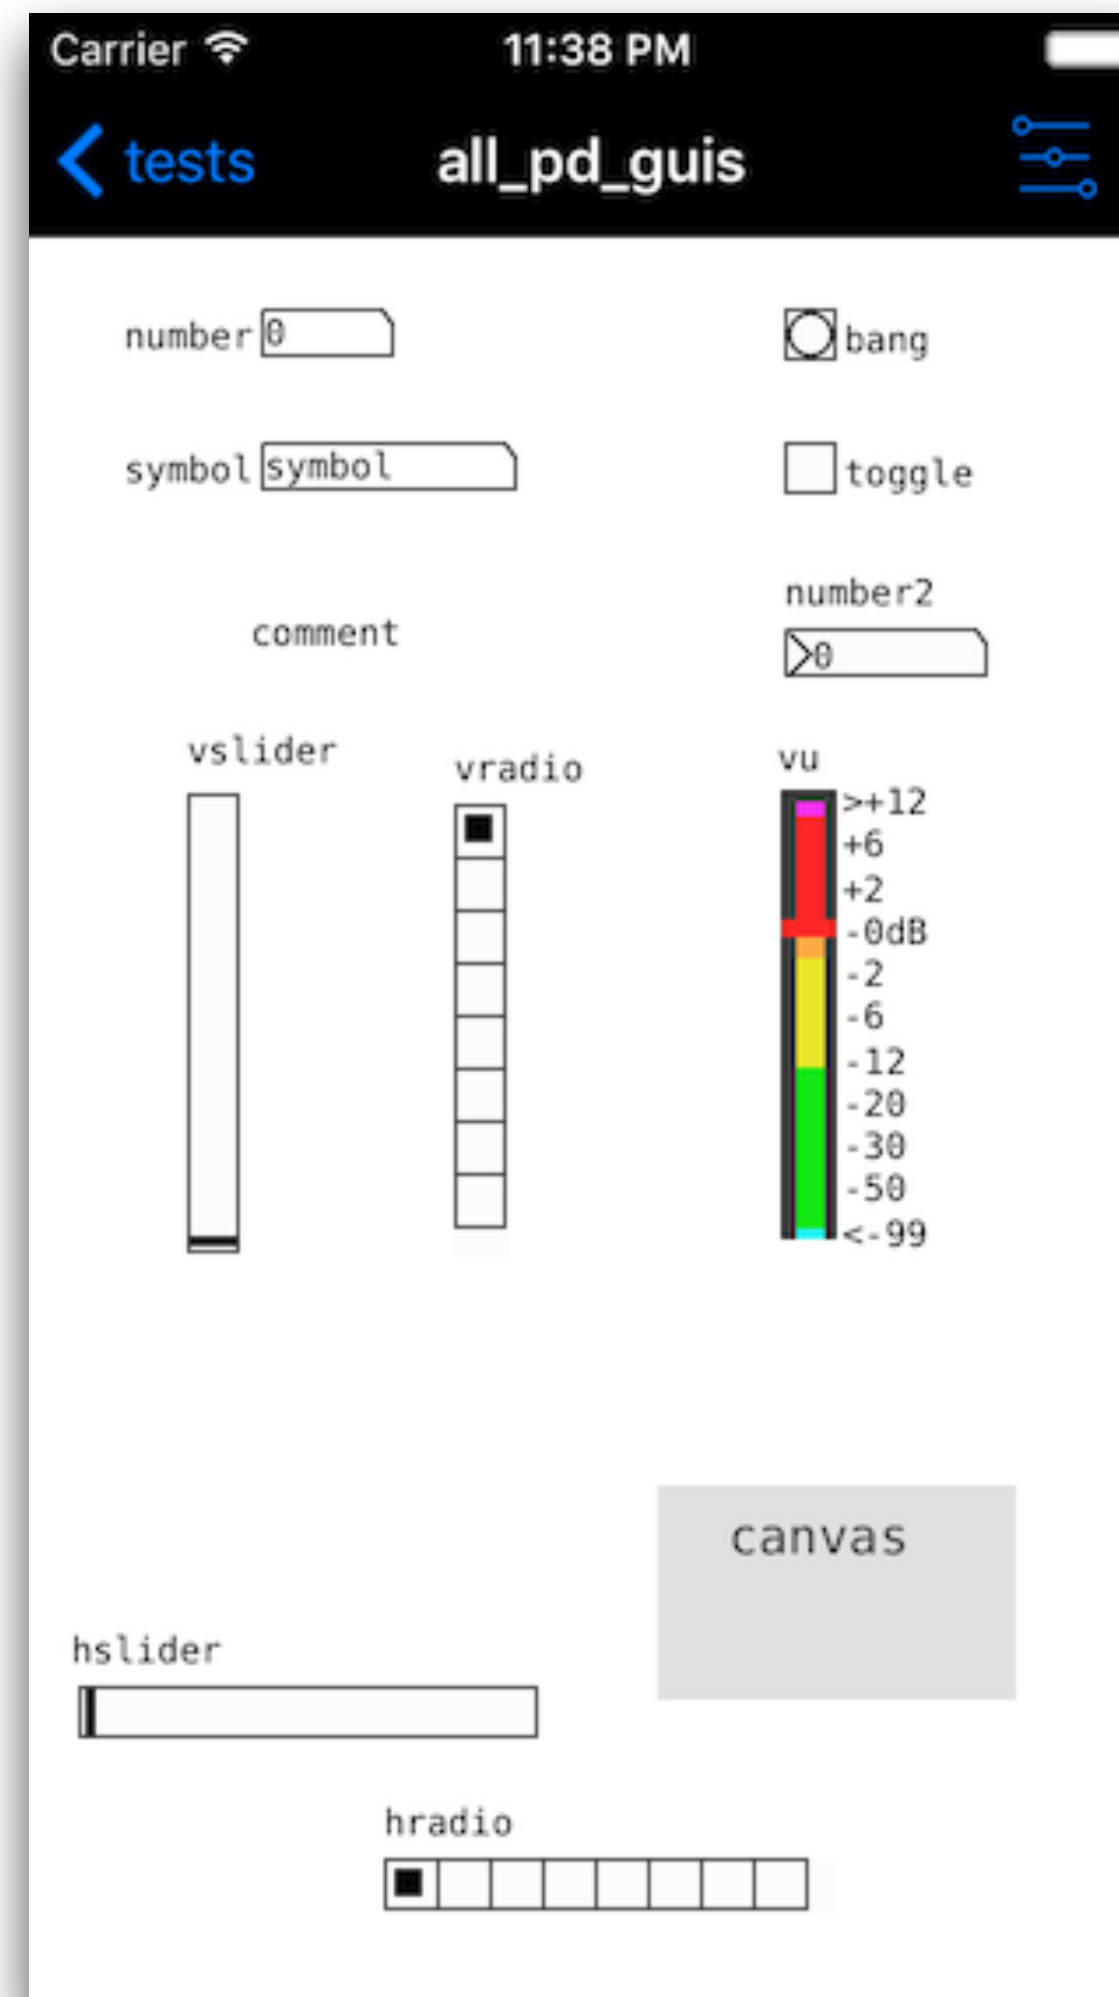 Carrier 11:38 PM
tests all_pd_guis
number 0
bang
symbol symbol
toggle
number2
comment
0
vslider
vradio
vu
>+12
+6
+2
-0dB
-2
-6
-12
-20
-30
-50
<-99
canvas
hslider
hradio